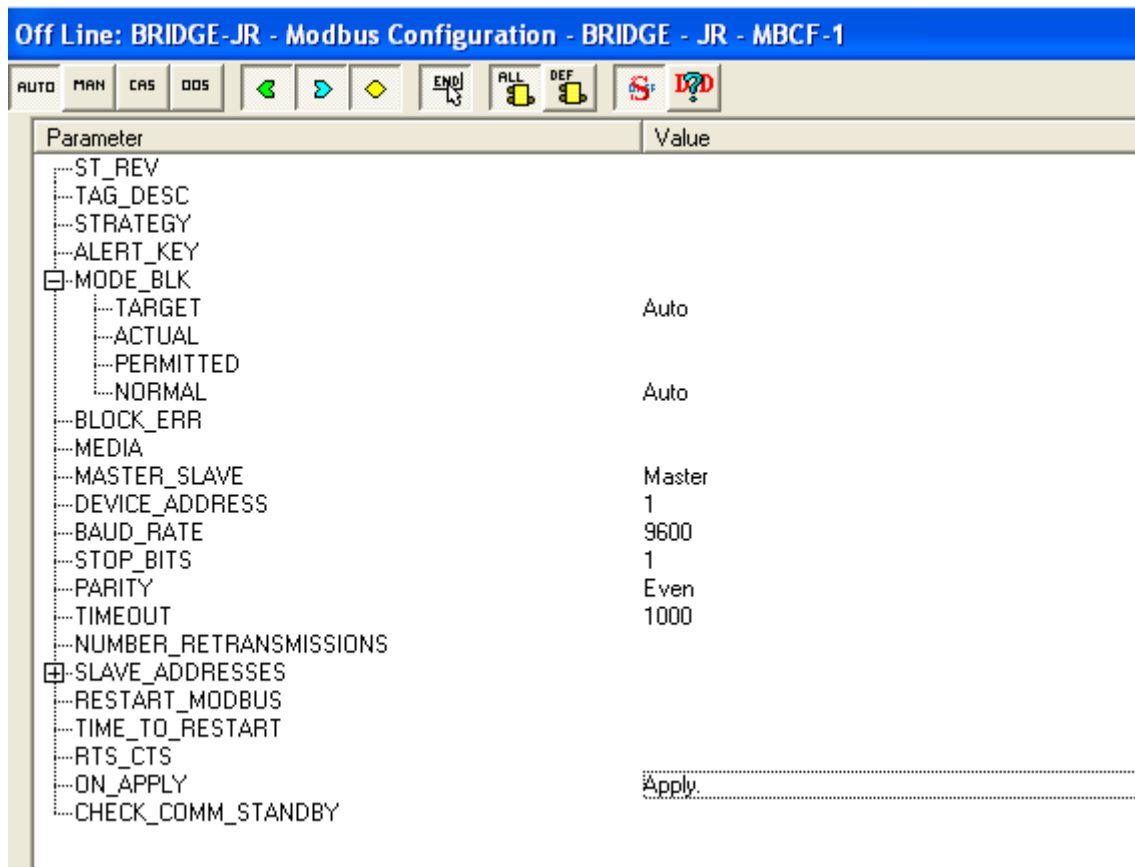 Off Line: BRIDGE-JR - Modbus Configuration - BRIDGE - JR - MBCF-1
AUTO MAN CAS OOS END ALL DEF S DD
Parameter Value
ST_REV
TAG_DESC
STRATEGY
ALERT_KEY
MODE_BLK
TARGET Auto
ACTUAL
PERMITTED
NORMAL Auto
BLOCK_ERR
MEDIA
MASTER_SLAVE Master
DEVICE_ADDRESS 1
BAUD_RATE 9600
STOP_BITS 1
PARITY Even
TIMEOUT 1000
NUMBER_RETRANSMISSIONS
SLAVE_ADDRESSES
RESTART_MODBUS
TIME_TO_RESTART
RTS_CTS
ON_APPLY Apply.
CHECK_COMM_STANDBY